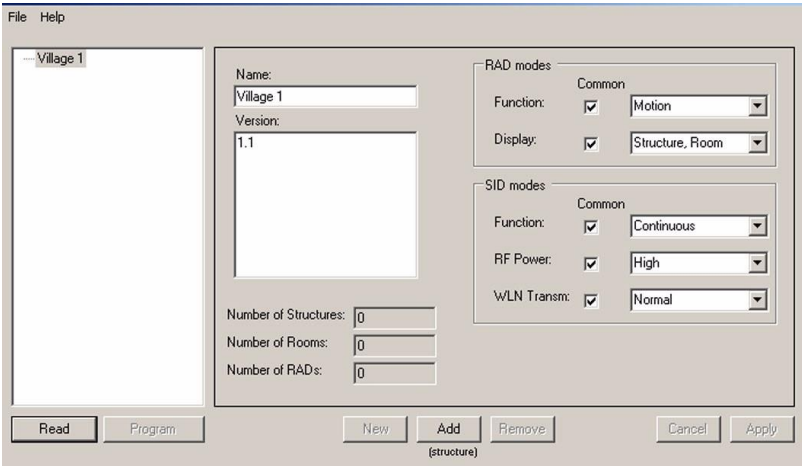 File Help
Village 1
Name:
Village 1
Version:
1.1
Number of Structures: 0
Number of Rooms: 0
Number of RADs: 0
RAD modes
Common
Function: Motion
Display: Structure, Room
SID modes
Common
Function: Continuous
RF Power: High
WLN Transm: Normal
Read Program New Add Remove Cancel Apply
(structure)